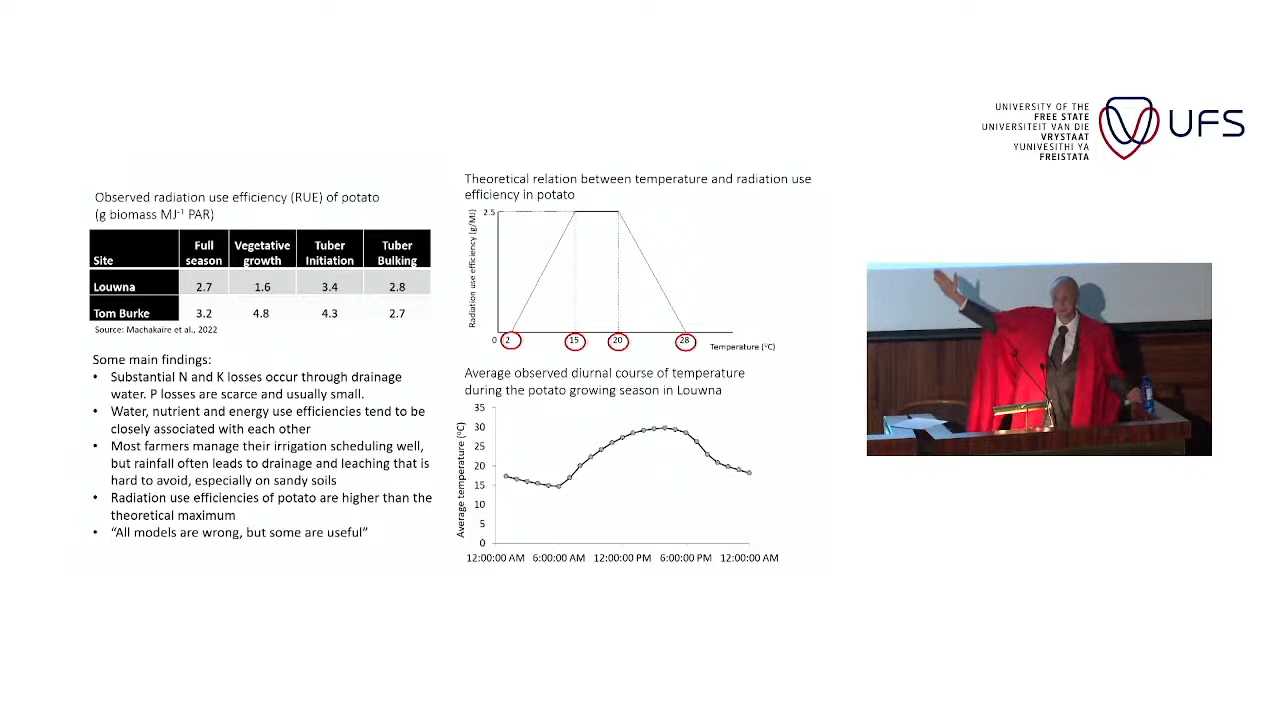 UNIVERSITY OF THE
FREE STATE
UNIVERSITEIT VAN DIE
VRYSTAAT
YUNIVESITHI YA
FREISTATA
UFS
Observed radiation use efficiency (RUE) of potato
(g biomass MJ⁻¹ PAR)
Site Full season Vegetative growth Tuber Initiation Tuber Bulking
Louwna 2.7 1.6 3.4 2.8
Tom Burke 3.2 4.8 4.3 2.7
Source: Machakaire et al., 2022
Some main findings:
• Substantial N and K losses occur through drainage
water. P losses are scarce and usually small.
• Water, nutrient and energy use efficiencies tend to be
closely associated with each other
• Most farmers manage their irrigation scheduling well,
but rainfall often leads to drainage and leaching that is
hard to avoid, especially on sandy soils
• Radiation use efficiencies of potato are higher than the
theoretical maximum
• “All models are wrong, but some are useful”
Theoretical relation between temperature and radiation use
efficiency in potato
Radiation use efficiency (g/MJ)
2.5
0 2 15 20 28
Temperature (°C)
Average observed diurnal course of temperature
during the potato growing season in Louwna
Average temperature (°C)
35
30
25
20
15
10
5
0
12:00:00 AM 6:00:00 AM 12:00:00 PM 6:00:00 PM 12:00:00 AM